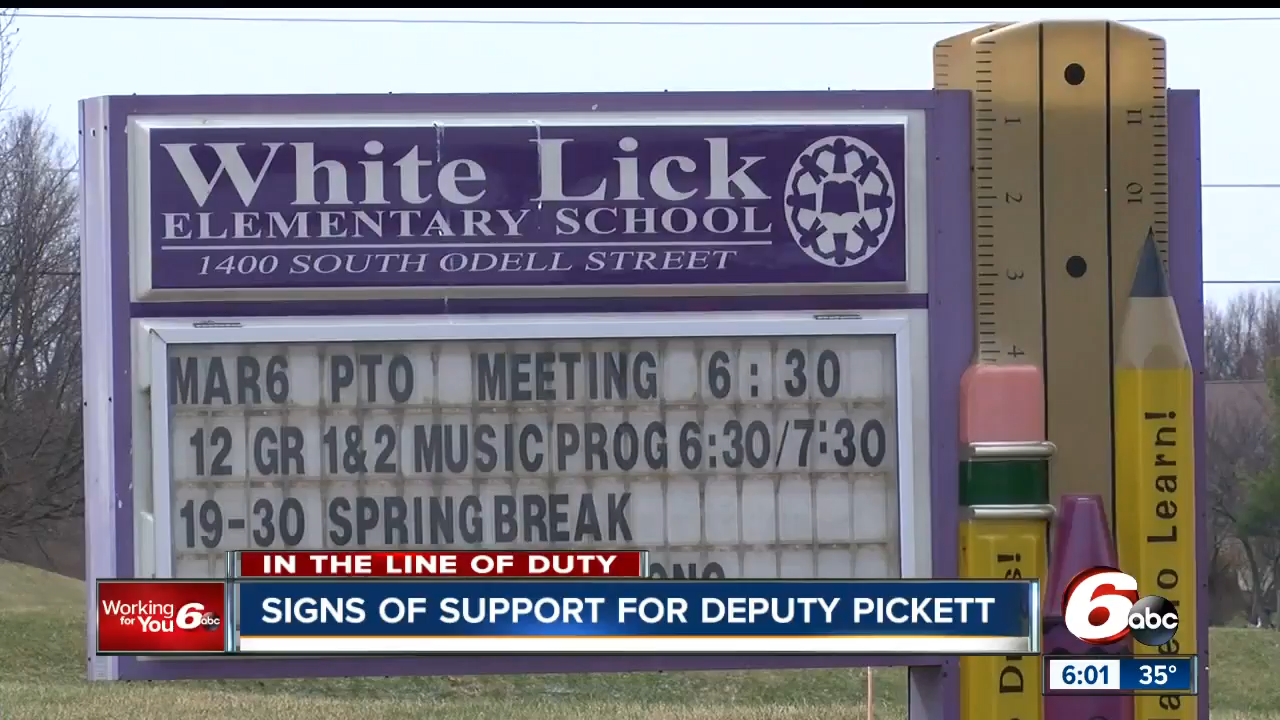 White Lick
ELEMENTARY SCHOOL
1400 SOUTH ODELL STREET
MAR6 PTO MEETING 6:30
12 GR 1&2 MUSIC PROG 6:30/7:30
19-30 SPRING BREAK
1
2
3
4
11
10
Learn!
IN THE LINE OF DUTY
SIGNS OF SUPPORT FOR DEPUTY PICKETT
Working
for
You 6abc
6abc
6:01 35°